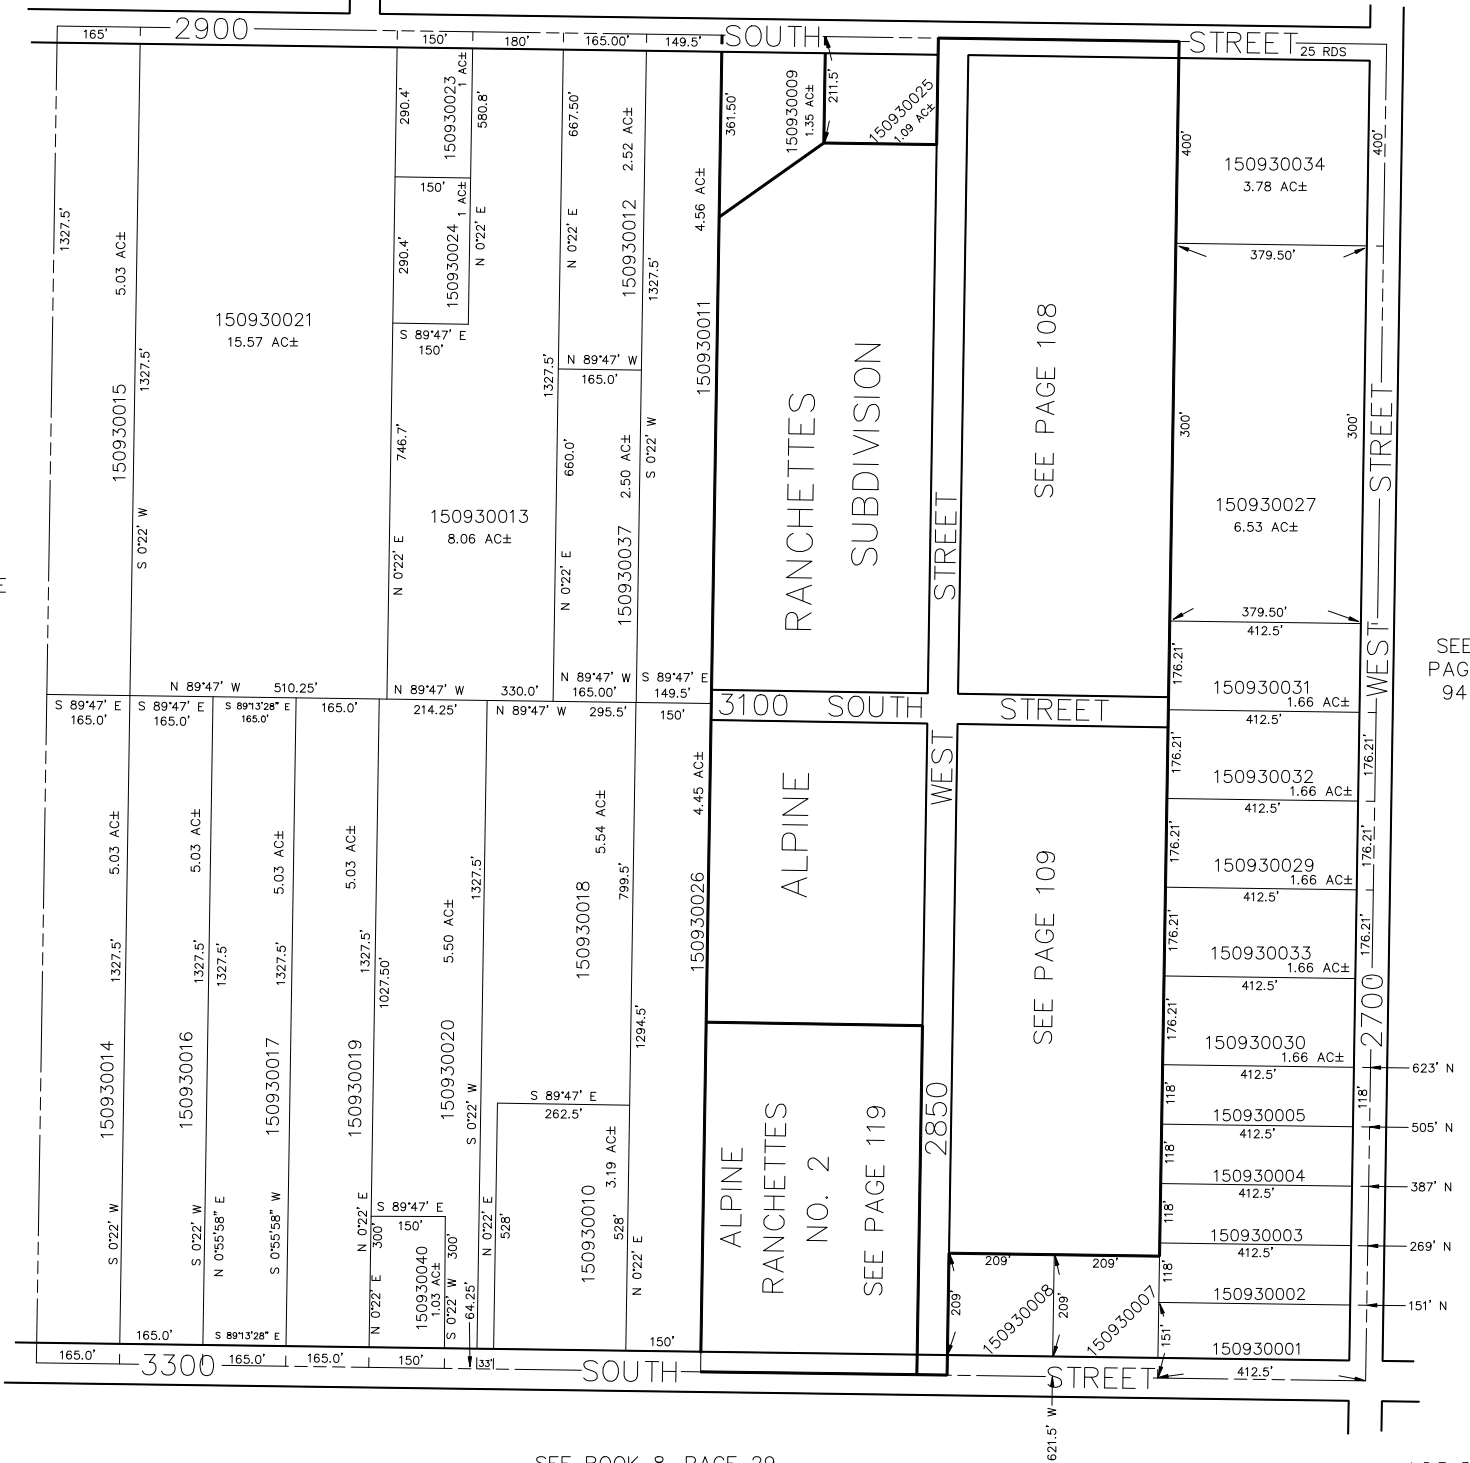 2900
SOUTH
STREET
25 RDS
165'
150'
180'
165.00'
149.5'
1327.5'
5.03 AC±
150930015
1327.5'
S 0°22' W
150930021
15.57 AC±
290.4'
150930023
1 AC±
150'
290.4'
150930024
1 AC±
580.8'
N 0°22' E
S 89°47' E
150'
746.7'
N 0°22' E
150930013
8.06 AC±
1327.5'
667.50'
N 0°22' E
150930012
2.52 AC±
N 89°47' W
165.0'
660.0'
N 0°22' E
150930037
2.50 AC±
1327.5'
S 0°22' W
4.56 AC±
150930011
361.50'
150930009
1.35 AC±
211.5'
150930025
1.09 AC±
RANCHETTES
SUBDIVISION
STREET
SEE PAGE 108
400'
150930034
3.78 AC±
400'
379.50'
300'
150930027
6.53 AC±
300'
379.50'
412.5'
STREET
WEST
SEE
PAG
94
N 89°47' W
510.25'
N 89°47' W
330.0'
N 89°47' W
165.00'
S 89°47' E
149.5'
S 89°47' E
165.0'
S 89°47' E
165.0'
S 89°13'28" E
165.0'
165.0'
214.25'
N 89°47' W
295.5'
150'
3100
SOUTH
STREET
176.21'
150930031
1.66 AC±
412.5'
176.21'
150930032
1.66 AC±
412.5'
176.21'
176.21'
150930029
1.66 AC±
412.5'
176.21'
176.21'
150930033
1.66 AC±
412.5'
176.21'
176.21'
150930030
1.66 AC±
412.5'
2700
5.03 AC±
1327.5'
150930014
S 0°22' W
5.03 AC±
1327.5'
150930016
S 0°22' W
1327.5'
N 0°55'58" E
5.03 AC±
1327.5'
150930017
S 0°55'58" W
5.03 AC±
1327.5'
150930019
N 0°22' E
1027.50'
5.50 AC±
150930020
1327.5'
S 0°22' W
5.54 AC±
150930018
799.5'
S 89°47' E
262.5'
1294.5'
N 0°22' E
4.45 AC±
150930026
ALPINE
WEST
2850
SEE PAGE 109
ALPINE
RANCHETTES
NO. 2
SEE PAGE 119
S 89°47' E
150'
300'
N 0°22' E
150930040
1.03 AC±
300'
S 0°22' W
64.25'
N 0°22' E
528'
150930010
3.19 AC±
528'
118'
118'
623' N
150930005
412.5'
505' N
118'
150930004
412.5'
387' N
118'
150930003
412.5'
269' N
118'
150930002
151' N
151'
150930001
412.5'
209'
209'
209'
150930008
209'
150930007
165.0'
S 89°13'28" E
150'
165.0'
3300
165.0'
165.0'
150'
33'
SOUTH
STREET
621.5' W
SEE BOOK 8, PAGE 29